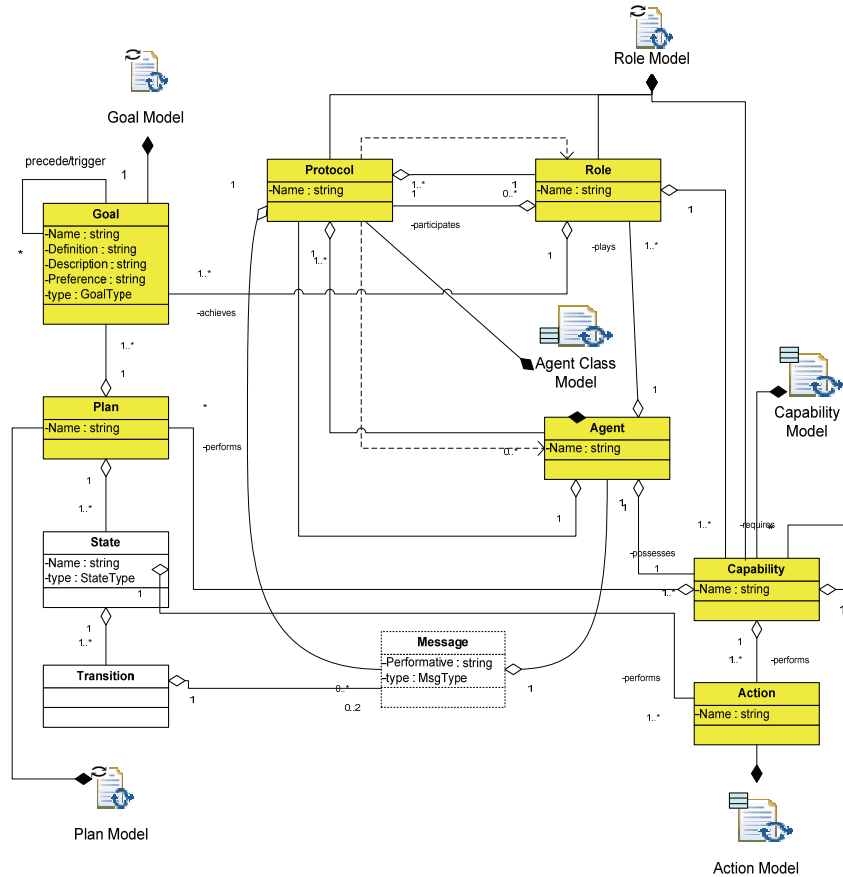 Role Model
Goal Model
precede/trigger
1
1
Protocol
-Name : string
1..*
1
1
0..*
Role
-Name : string
1
Goal
-Name : string
-Definition : string
-Description : string
-Preference : string
-type : GoalType
*
-participates
1
1..*
1
-plays
1..*
1..*
-achieves
Agent Class
Model
1..*
1
Capability
Model
Plan
-Name : string
*
-performs
1
Agent
-Name : string
0..*
1
1..*
1
1
1
1..*
-requires
*
State
-Name : string
-type : StateType
1
-possesses
1
Capability
-Name : string
1..*
1
1
1..*
Message
-Performative : string
-type : MsgType
1
1..*
-performs
Transition
1
0..*
0..2
1
-performs
1..*
Action
-Name : string
Plan Model
Action Model